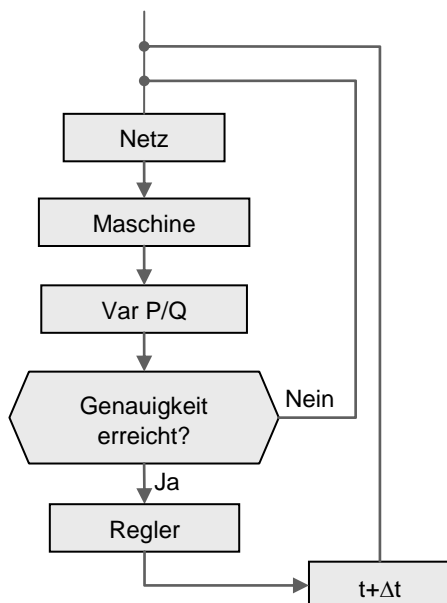 Netz
Maschine
Var P/Q
Genauigkeit
erreicht?
Nein
Ja
Regler
t+Δt